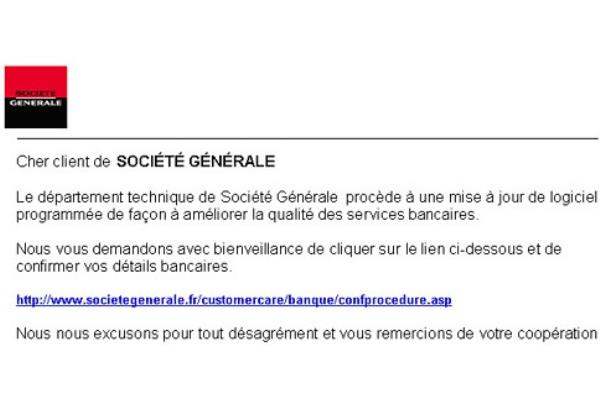 SOCIETE
GENERALE
Cher client de SOCIÉTÉ GÉNÉRALE
Le département technique de Société Générale procède à une mise à jour de logiciel
programmée de façon à améliorer la qualité des services bancaires.
Nous vous demandons avec bienveillance de cliquer sur le lien ci-dessous et de
confirmer vos détails bancaires.
http://www.societegenerale.fr/customercare/banque/confprocedure.asp
Nous nous excusons pour tout désagrément et vous remercions de votre coopération